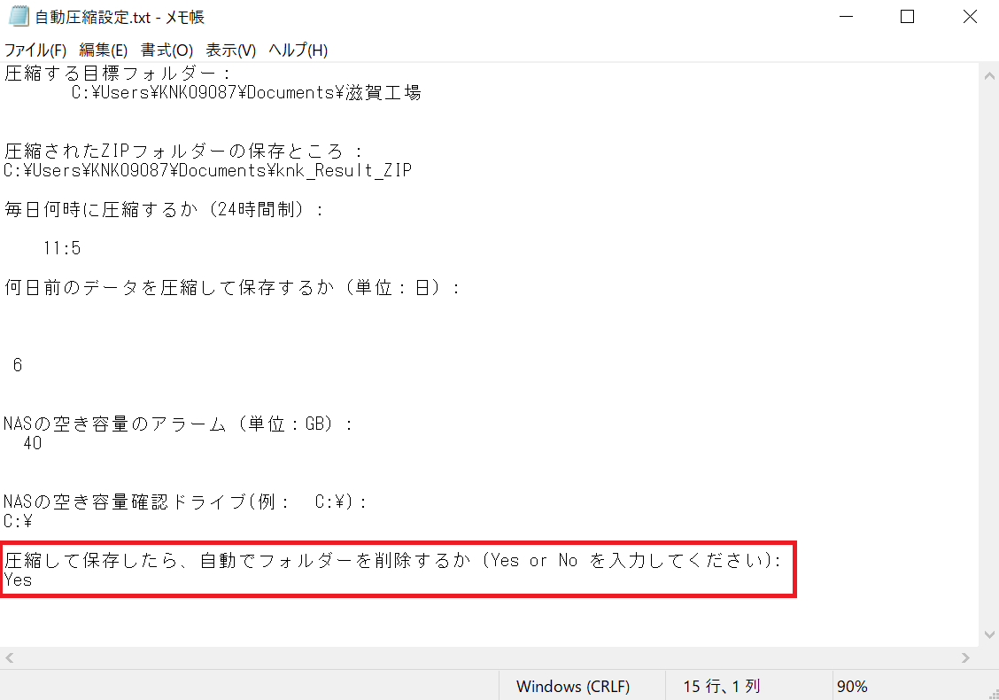 自動圧縮設定.txt - メモ帳
ファイル(F) 編集(E) 書式(O) 表示(V) ヘルプ(H)
圧縮する目標フォルダー：
C:¥Users¥KNK09087¥Documents¥滋賀工場
圧縮されたZIPフォルダーの保存ところ ：
C:¥Users¥KNK09087¥Documents¥knk_Result_ZIP
毎日何時に圧縮するか（24時間制）：
11:5
何日前のデータを圧縮して保存するか（単位：日）：
6
NASの空き容量のアラーム（単位：GB）：
40
NASの空き容量確認ドライブ(例：  C:¥)：
C:¥
圧縮して保存したら、自動でフォルダーを削除するか（Yes or No を入力してください）:
Yes
Windows (CRLF) 15 行、1 列 90%